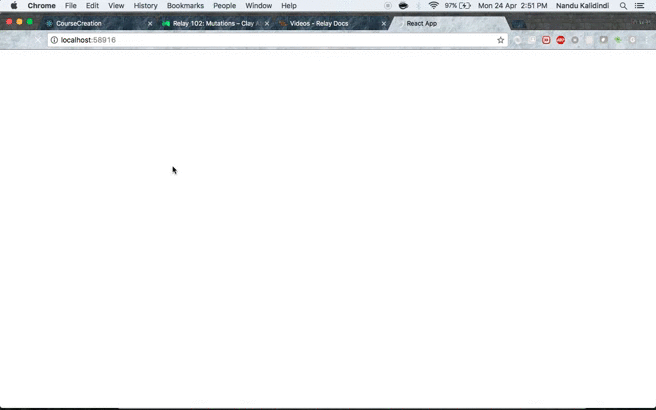 Chrome File Edit View History Bookmarks People Window Help 97% Mon 24 Apr 2:51 PM Nandu Kalidindi
CourseCreation Relay 102: Mutations – Clay Videos - Relay Docs React App
localhost:58916